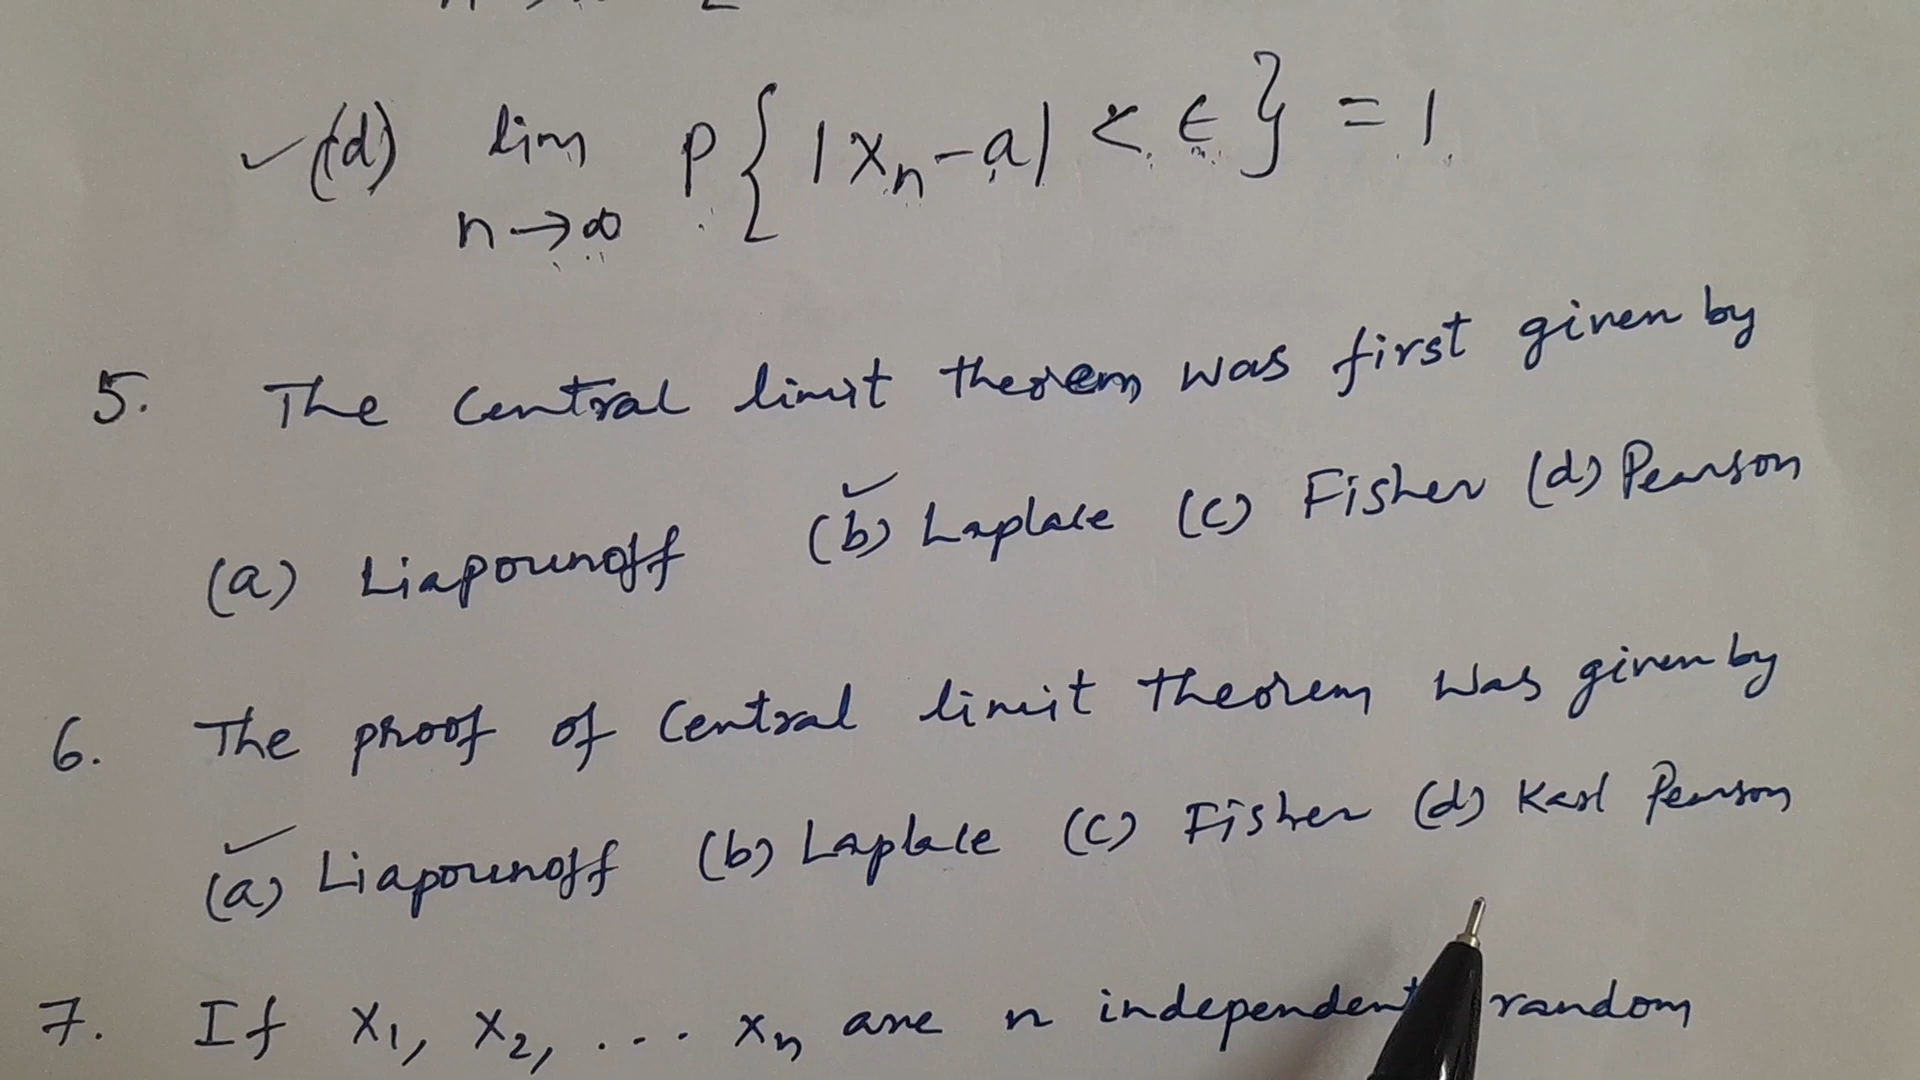 ✓(d) lim P{|Xn-a| < ϵ} = 1
n→∞
5. The Central limit theorem was first given by
(a) Liapounoff (b) Laplace (c) Fisher (d) Pearson
6. The proof of Central limit theorem was given by
(a) Liapounoff (b) Laplace (c) Fisher (d) Karl Pearson
7. If X1, X2, ... Xn are n independent random